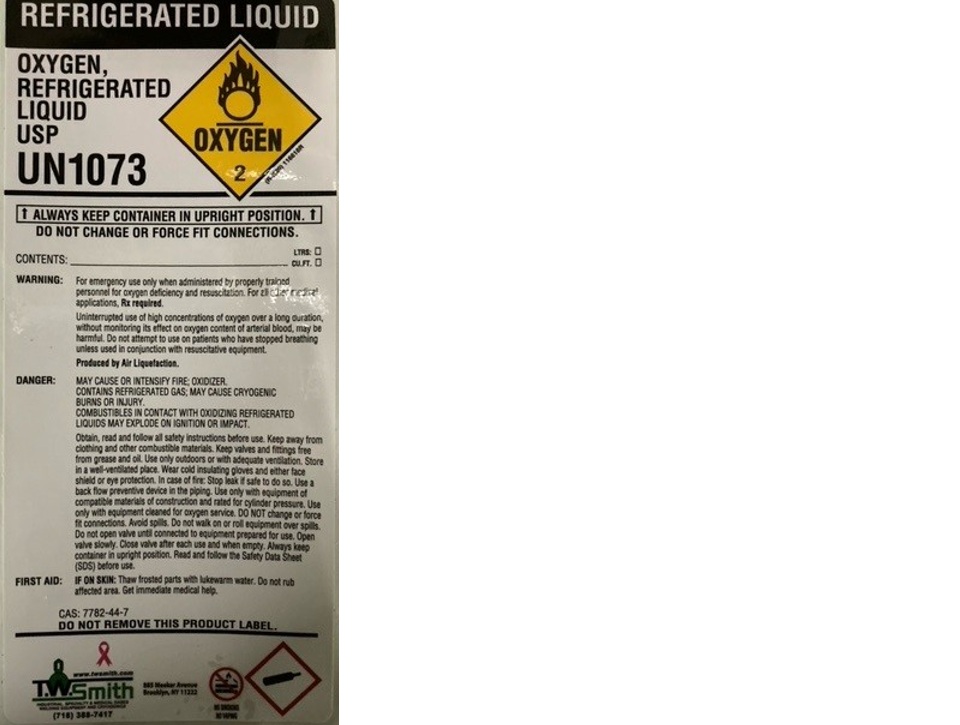 REFRIGERATED LIQUID
OXYGEN,
REFRIGERATED
LIQUID
USP
UN1073
OXYGEN
2
↑ ALWAYS KEEP CONTAINER IN UPRIGHT POSITION. ↑
DO NOT CHANGE OR FORCE FIT CONNECTIONS.
CONTENTS:
LTRS:
CU.FT.
WARNING: For emergency use only when administered by properly trained
personnel for oxygen deficiency and resuscitation. For all other medical
applications, Rx required.
Uninterrupted use of high concentrations of oxygen over a long duration,
without monitoring its effect on oxygen content of arterial blood, may be
harmful. Do not attempt to use on patients who have stopped breathing
unless used in conjunction with resuscitative equipment.
Produced by Air Liquefaction.
DANGER: MAY CAUSE OR INTENSIFY FIRE; OXIDIZER.
CONTAINS REFRIGERATED GAS; MAY CAUSE CRYOGENIC
BURNS OR INJURY.
COMBUSTIBLES IN CONTACT WITH OXIDIZING REFRIGERATED
LIQUIDS MAY EXPLODE ON IGNITION OR IMPACT.
Obtain, read and follow all safety instructions before use. Keep away from
clothing and other combustible materials. Keep valves and fittings free
from grease and oil. Use only outdoors or with adequate ventilation. Store
in a well-ventilated place. Wear cold insulating gloves and either face
shield or eye protection. In case of fire: Stop leak if safe to do so. Use a
back flow preventive device in the piping. Use only with equipment of
compatible materials of construction and rated for cylinder pressure. Use
only with equipment cleaned for oxygen service. DO NOT change or force
fit connections. Avoid spills. Do not walk on or roll equipment over spills.
Do not open valve until connected to equipment prepared for use. Open
valve slowly. Close valve after each use and when empty. Always keep
container in upright position. Read and follow the Safety Data Sheet
(SDS) before use.
FIRST AID: IF ON SKIN: Thaw frosted parts with lukewarm water. Do not rub
affected area. Get immediate medical help.
CAS: 7782-44-7
DO NOT REMOVE THIS PRODUCT LABEL.
www.twsmith.com
T.W.Smith
INDUSTRIAL, SPECIALTY & MEDICAL GASES
WELDING EQUIPMENT AND CRYOGENICS
(718) 388-7417
885 Meeker Avenue
Brooklyn, NY 11222
NO SMOKING
NO VAPING